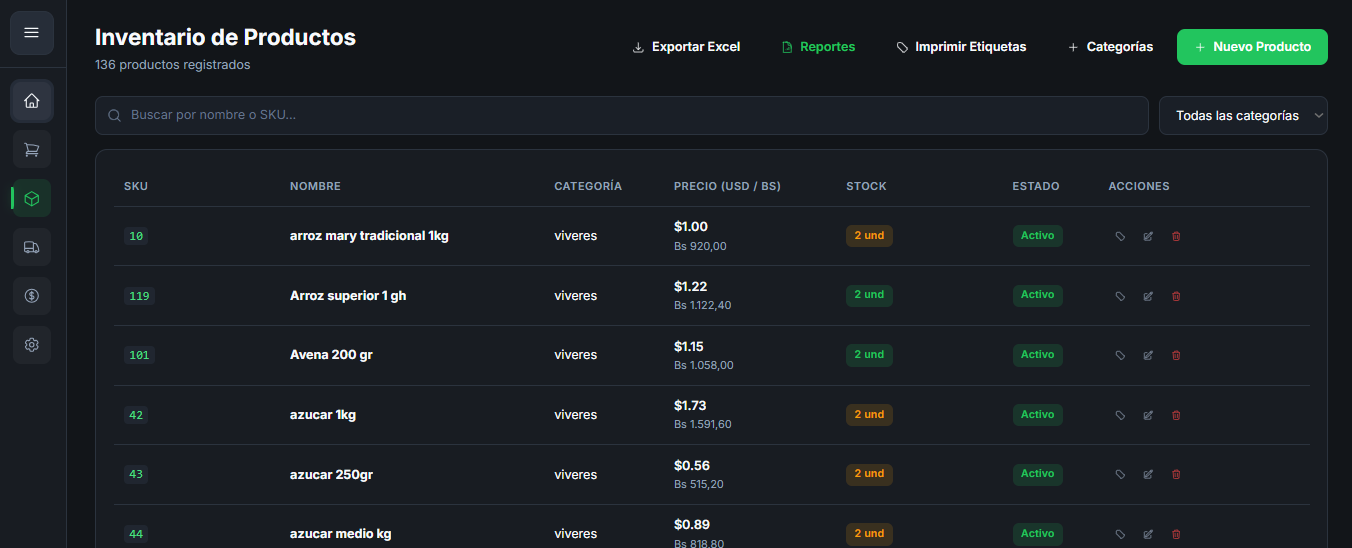 Inventario de Productos
136 productos registrados
Exportar Excel
Reportes
Imprimir Etiquetas
+ Categorías
+ Nuevo Producto
Buscar por nombre o SKU...
Todas las categorías
SKU NOMBRE CATEGORÍA PRECIO (USD / BS) STOCK ESTADO ACCIONES
10 arroz mary tradicional 1kg viveres $1.00 2 und Activo
Bs 920,00
119 Arroz superior 1 gh viveres $1.22 2 und Activo
Bs 1.122,40
101 Avena 200 gr viveres $1.15 2 und Activo
Bs 1.058,00
42 azucar 1kg viveres $1.73 2 und Activo
Bs 1.591,60
43 azucar 250gr viveres $0.56 2 und Activo
Bs 515,20
44 azucar medio kg viveres $0.89 2 und Activo
Bs 818,80